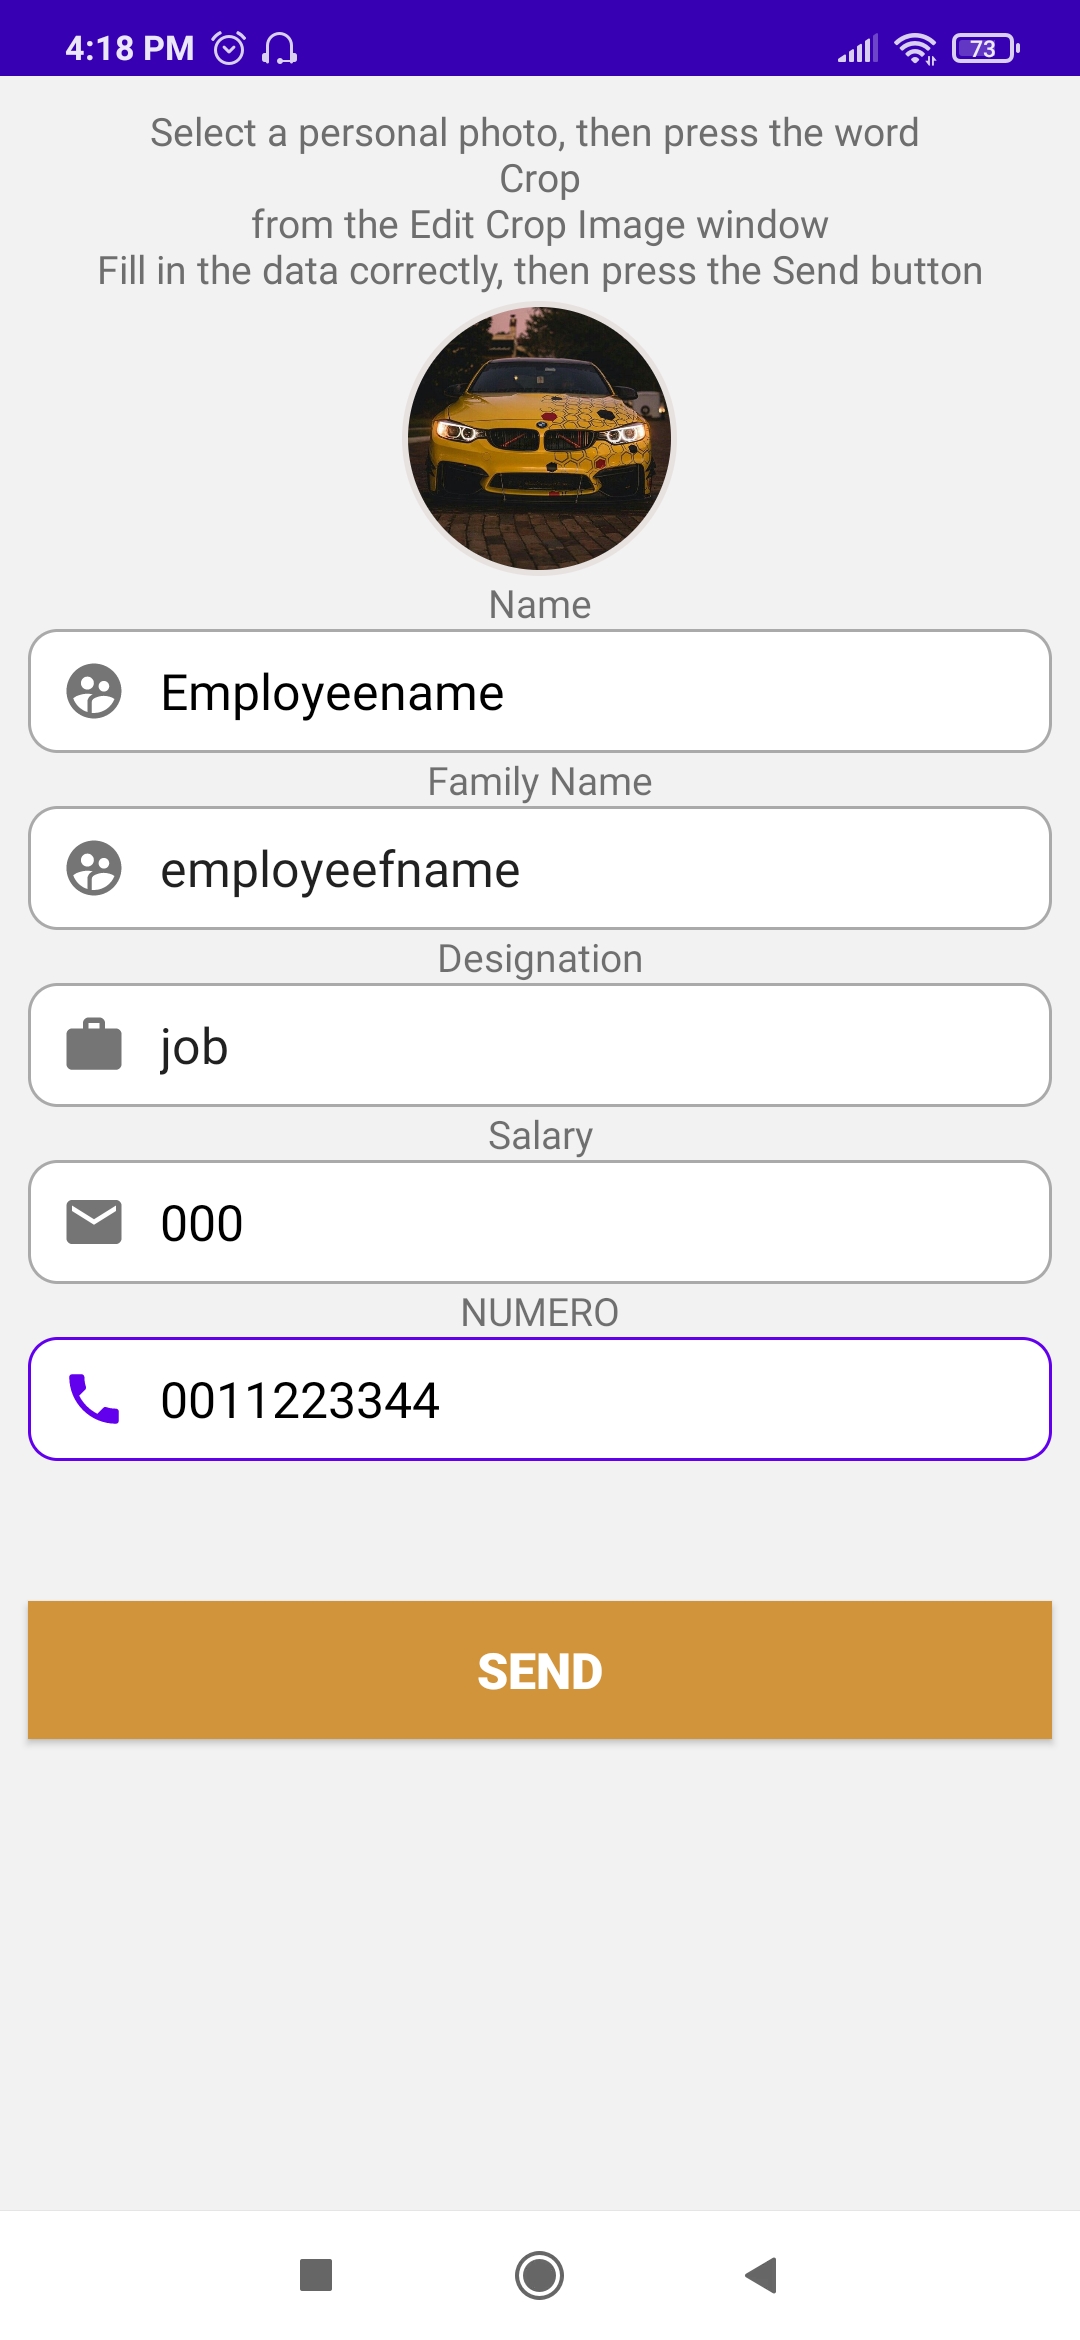 4:18 PM
73
Select a personal photo, then press the word
Crop
from the Edit Crop Image window
Fill in the data correctly, then press the Send button
Name
Employeename
Family Name
employeefname
Designation
job
Salary
000
NUMERO
0011223344
SEND